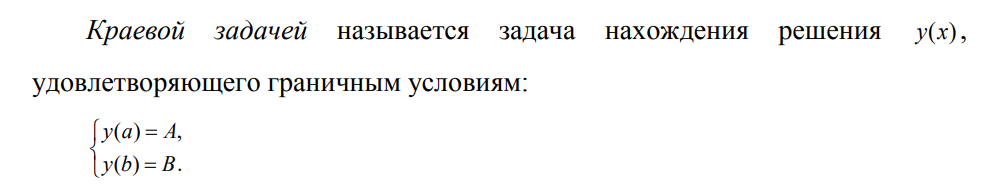 Краевой задачей называется задача нахождения решения y(x),
удовлетворяющего граничным условиям:
y(a) = A,
y(b) = B.